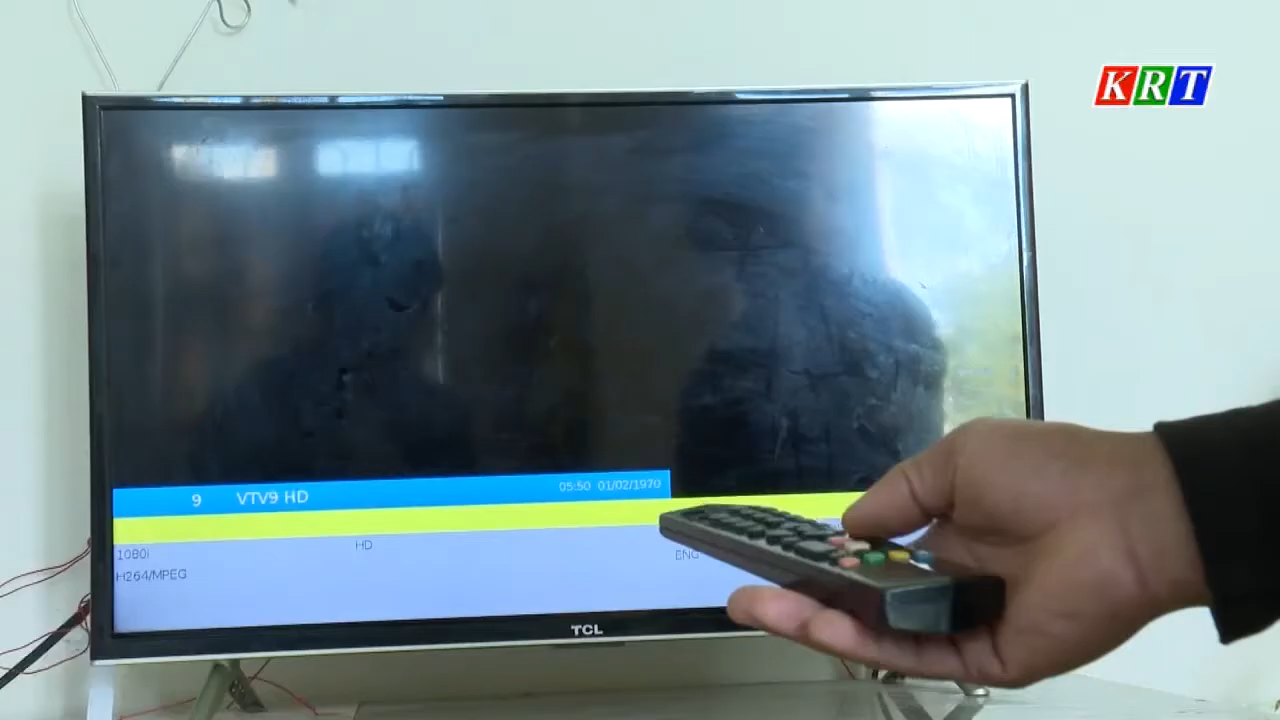 KRT
9 VTV9 HD 05:50 01/02/1970
1080i HD ENG
H264/MPEG
TCL